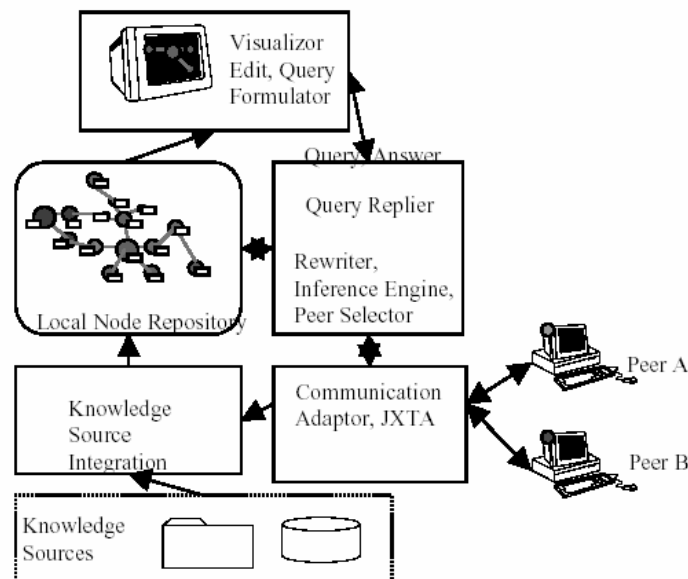 Visualizor
Edit, Query
Formulator
Query, Answer
Query Replier
Rewriter,
Inference Engine,
Peer Selector
Local Node Repository
Peer A
Communication
Adaptor, JXTA
Knowledge
Source
Integration
Peer B
Knowledge
Sources